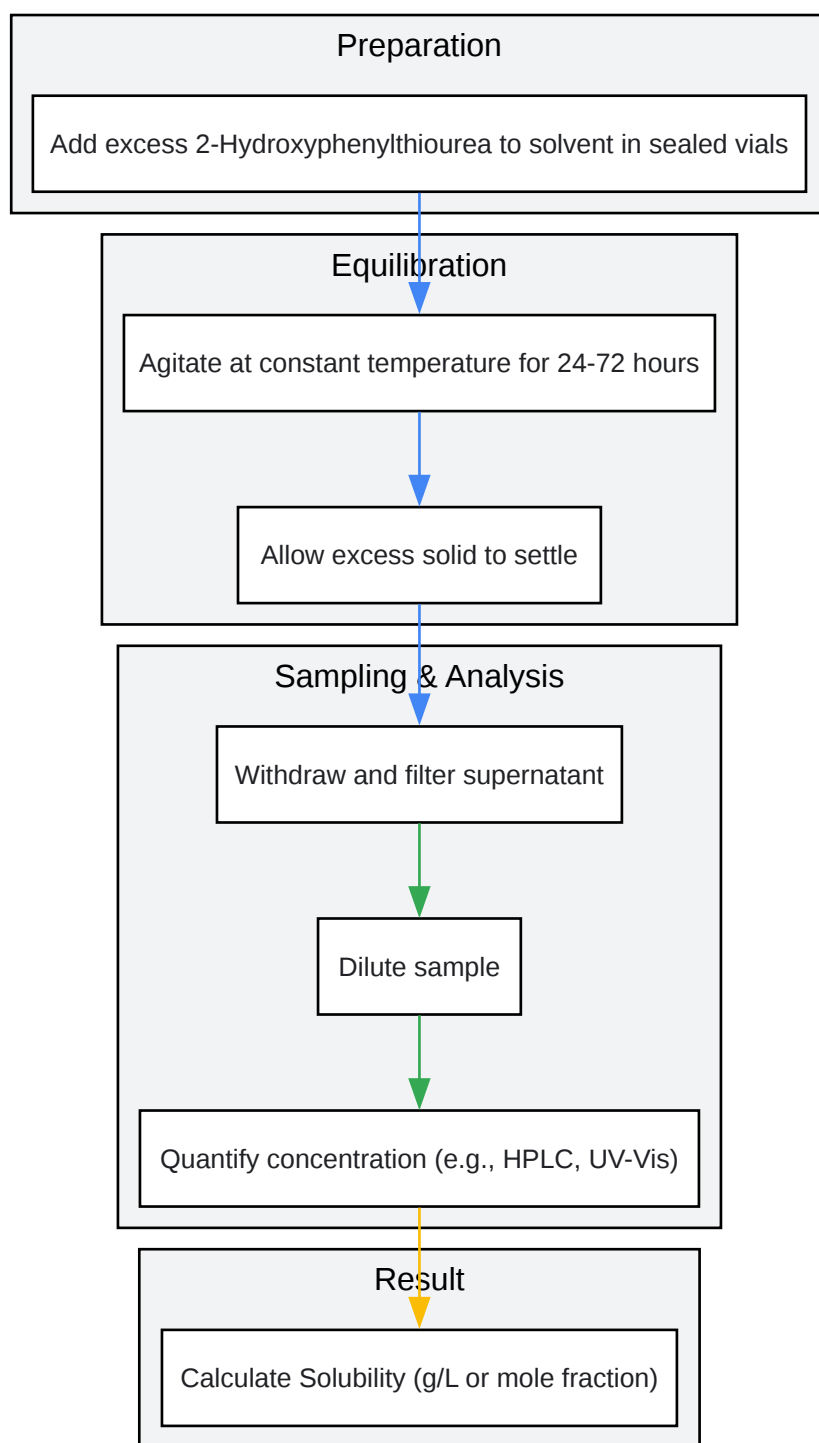 Preparation
Add excess 2-Hydroxyphenylthiourea to solvent in sealed vials
Equilibration
Agitate at constant temperature for 24-72 hours
Allow excess solid to settle
Sampling & Analysis
Withdraw and filter supernatant
Dilute sample
Quantify concentration (e.g., HPLC, UV-Vis)
Result
Calculate Solubility (g/L or mole fraction)